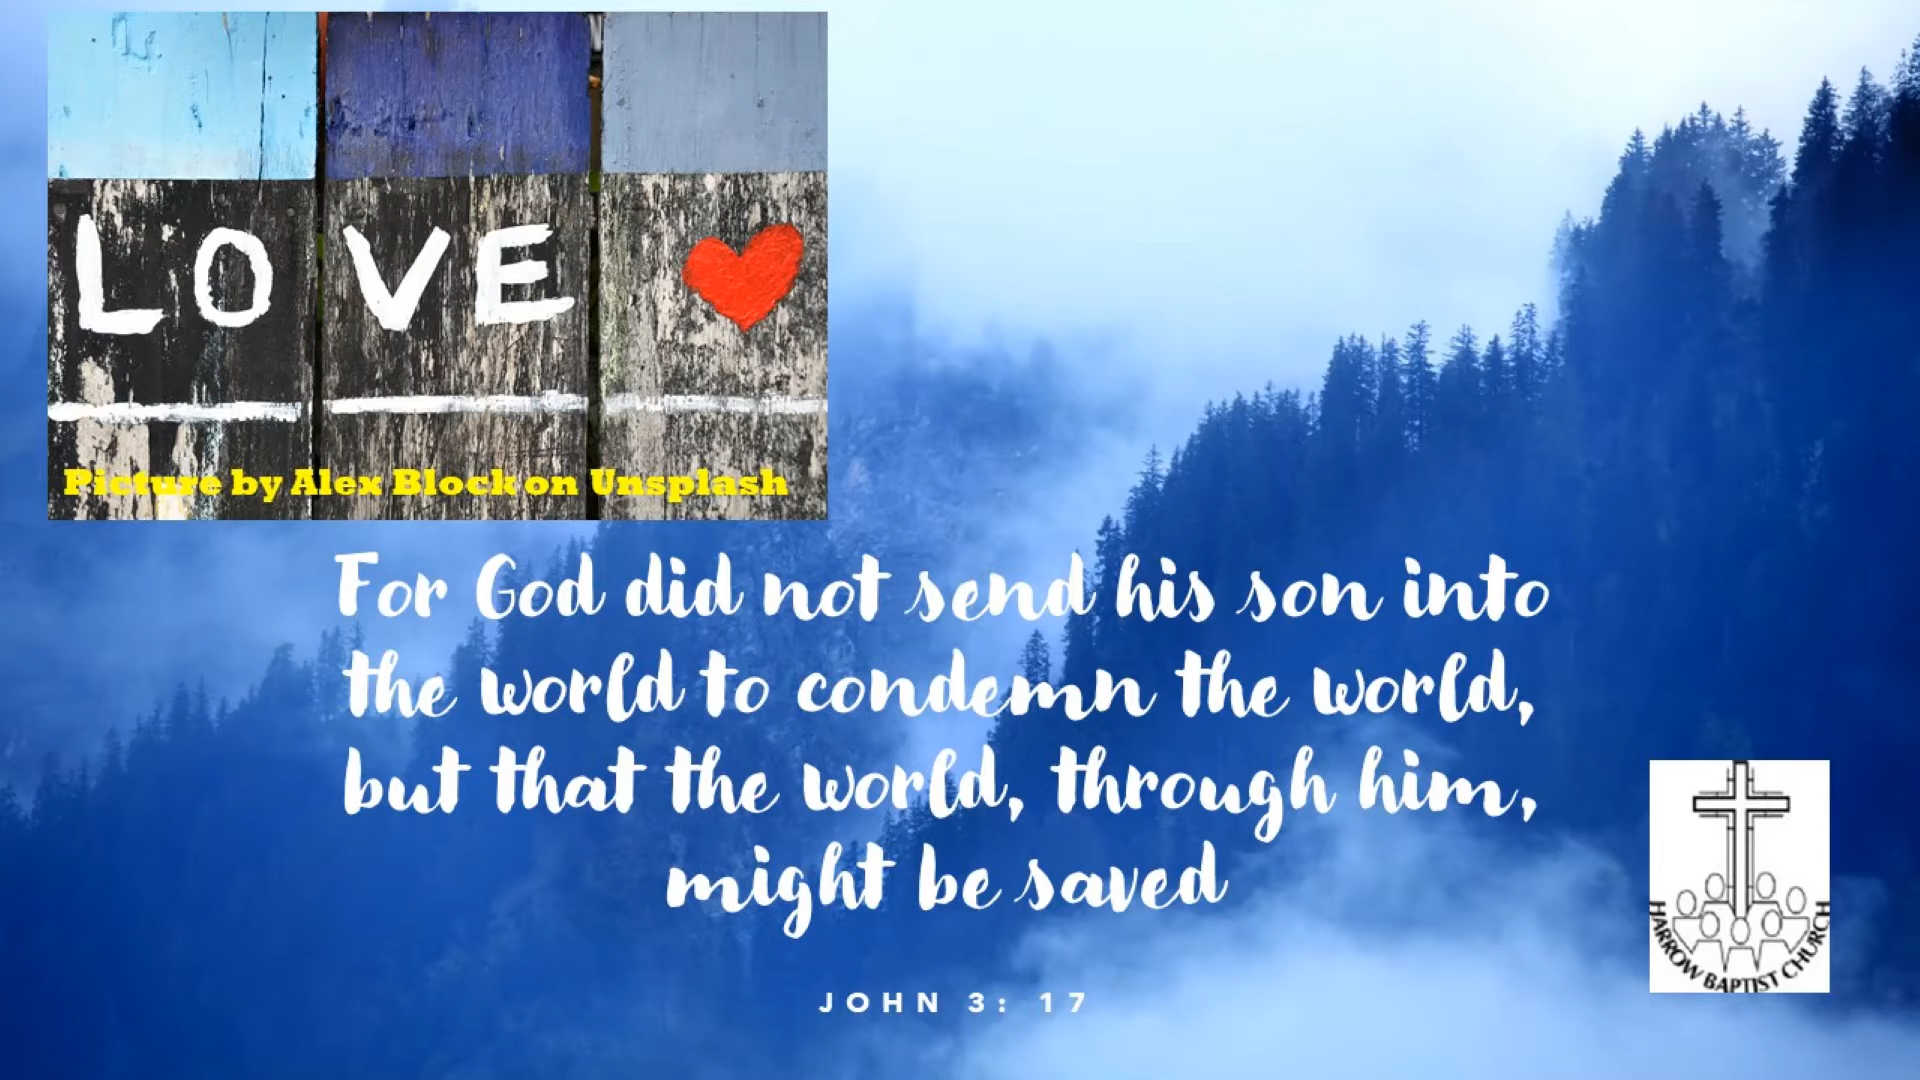 LOVE
Picture by Alex Block on Unsplash
For God did not send his son into
the world to condemn the world,
but that the world, through him,
might be saved
JOHN 3: 17
HARROW BAPTIST CHURCH